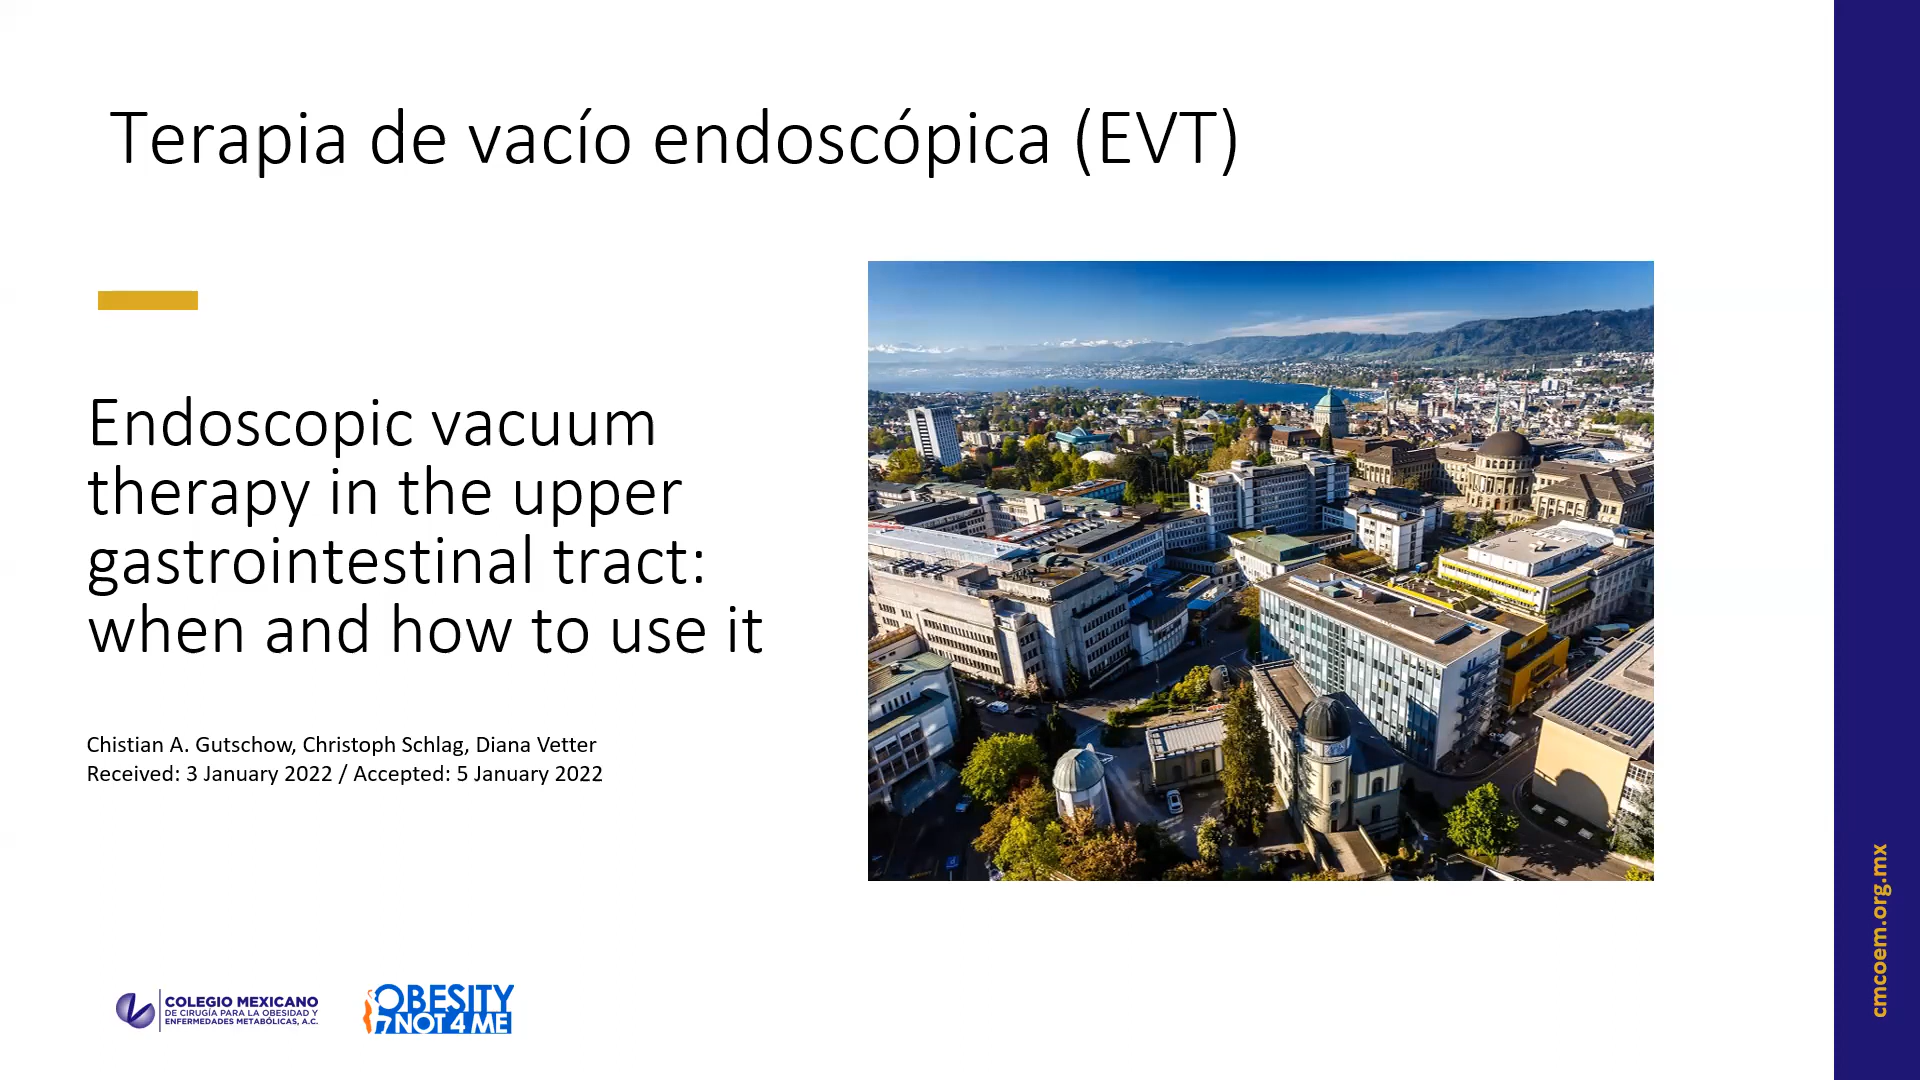 Terapia de vacío endoscópica (EVT)
Endoscopic vacuum
therapy in the upper
gastrointestinal tract:
when and how to use it
Chistian A. Gutschow, Christoph Schlag, Diana Vetter
Received: 3 January 2022 / Accepted: 5 January 2022
COLEGIO MEXICANO
DE CIRUGÍA PARA LA OBESIDAD Y
ENFERMEDADES METABÓLICAS, A.C.
OBESITY
NOT 4 ME
cmcoem.org.mx